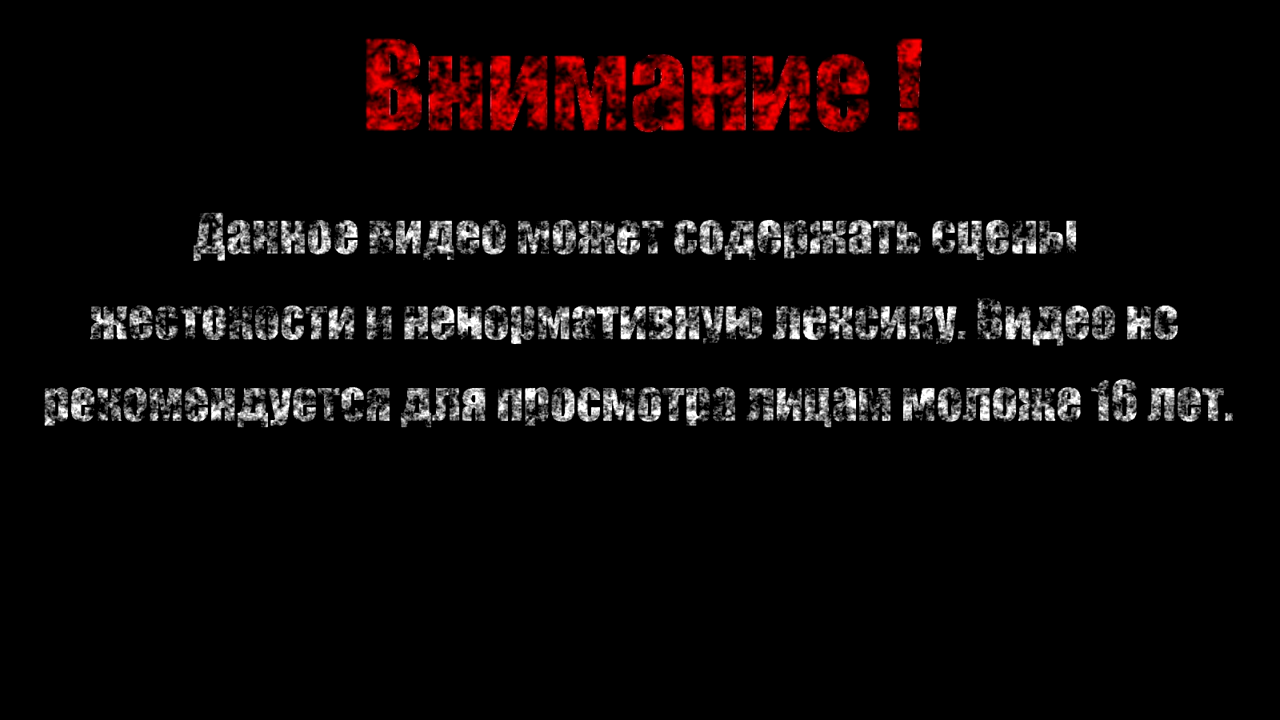 Внимание !
Данное видео может содержать сцены
жестокости и ненормативную лексику. Видео не
рекомендуется для просмотра лицам моложе 16 лет.